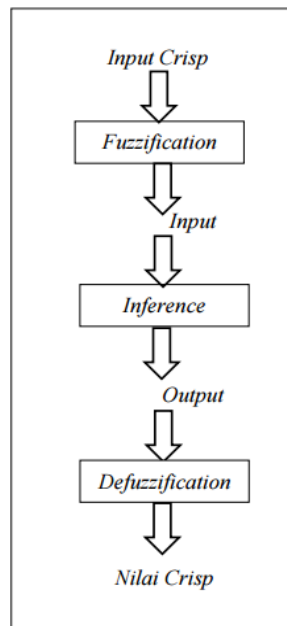 Input Crisp
Fuzzification
Input
Inference
Output
Defuzzification
Nilai Crisp